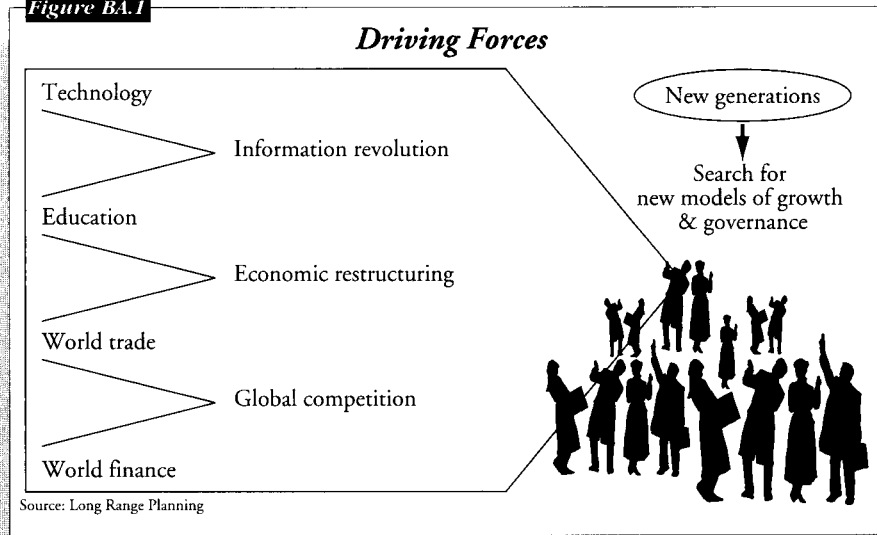 Figure BA.1
Driving Forces
Technology
Information revolution
Education
Economic restructuring
World trade
Global competition
World finance
New generations
Search for
new models of growth
& governance
Source: Long Range Planning